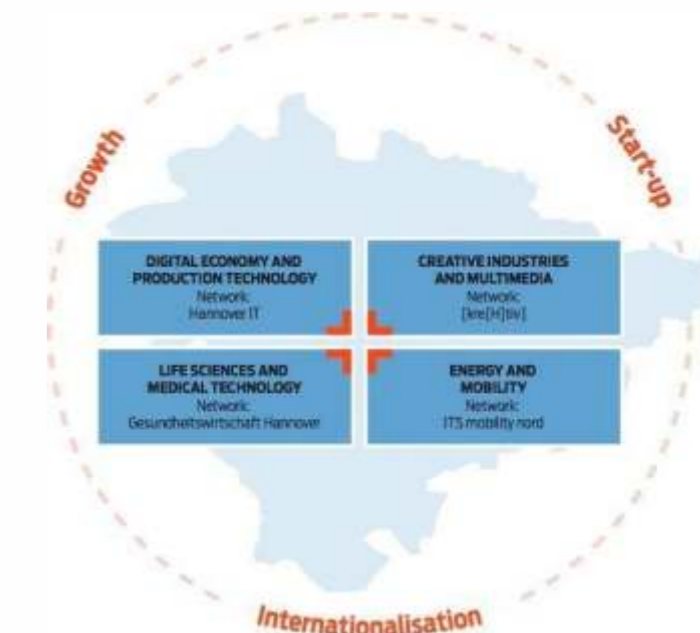 Growth
Start-up
DIGITAL ECONOMY AND
PRODUCTION TECHNOLOGY
Network:
Hannover IT
CREATIVE INDUSTRIES
AND MULTIMEDIA
Network:
[kre[H]tiv]
LIFE SCIENCES AND
MEDICAL TECHNOLOGY
Network:
Gesundheitswirtschaft Hannover
ENERGY AND
MOBILITY
Network:
ITS mobility nord
Internationalisation